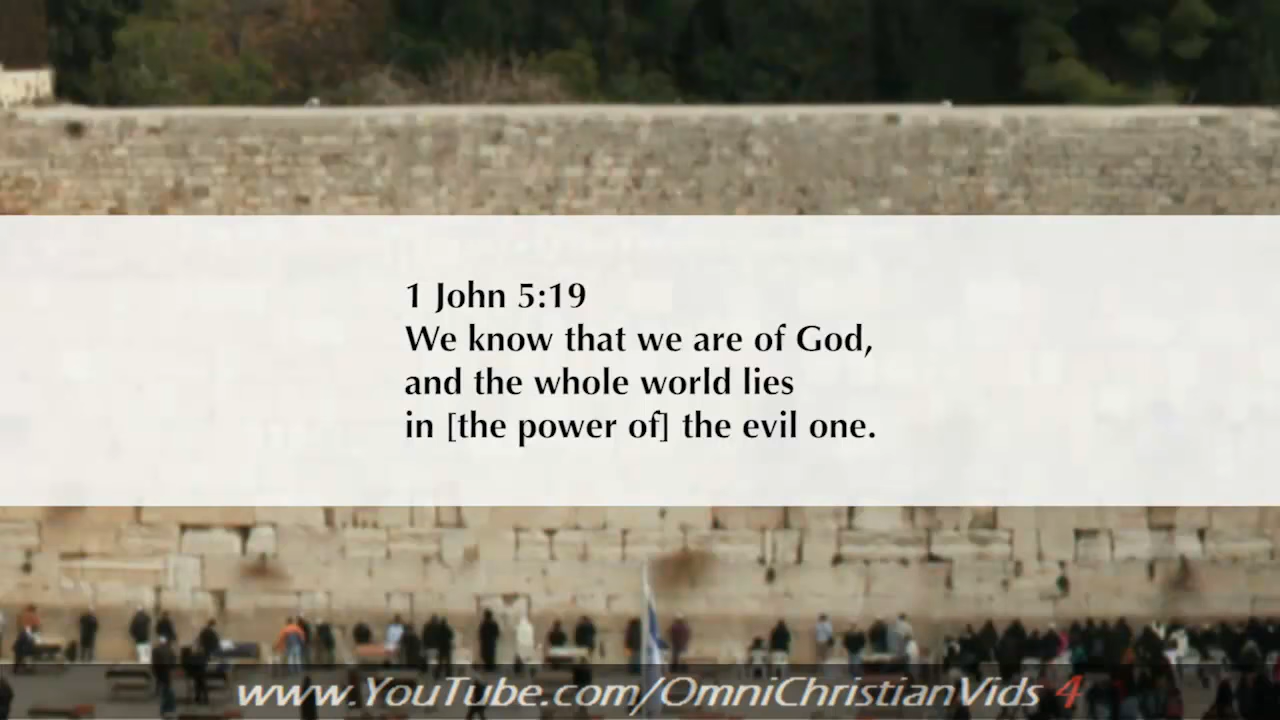 1 John 5:19
We know that we are of God,
and the whole world lies
in [the power of] the evil one.
www.YouTube.com/OmniChristianVids 4